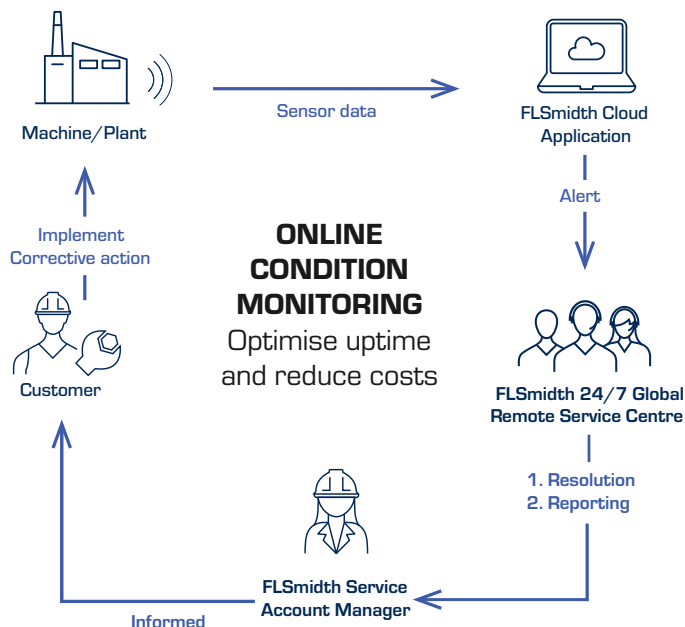 Sensor data
Machine/Plant
FLSmidth Cloud
Application
Alert
Implement
Corrective action
ONLINE
CONDITION
MONITORING
Optimise uptime
and reduce costs
Customer
FLSmidth 24/7 Global
Remote Service Centre
1. Resolution
2. Reporting
FLSmidth Service
Account Manager
Informed